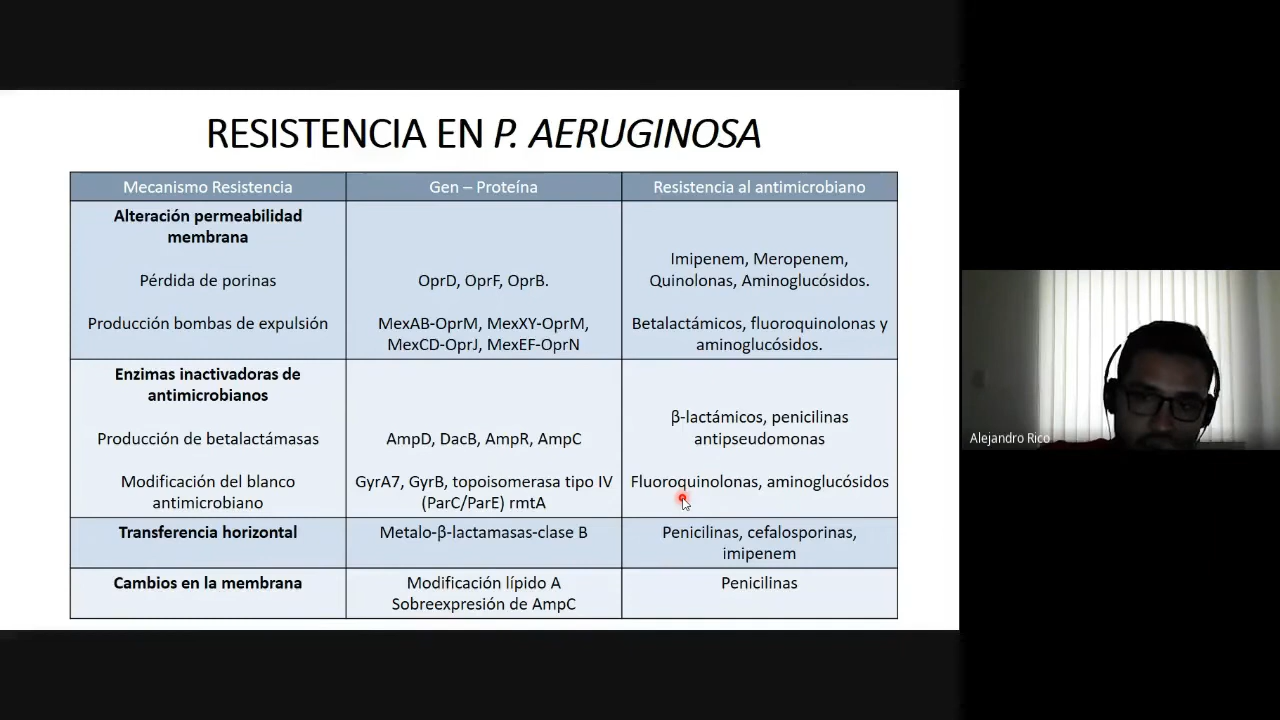 RESISTENCIA EN P. AERUGINOSA
Mecanismo Resistencia
Gen – Proteína
Resistencia al antimicrobiano
Alteración permeabilidad
membrana
Pérdida de porinas
Producción bombas de expulsión
OprD, OprF, OprB.
MexAB-OprM, MexXY-OprM,
MexCD-OprJ, MexEF-OprN
Imipenem, Meropenem,
Quinolonas, Aminoglucósidos.
Betalactámicos, fluoroquinolonas y
aminoglucósidos.
Enzimas inactivadoras de
antimicrobianos
Producción de betalactámasas
Modificación del blanco
antimicrobiano
AmpD, DacB, AmpR, AmpC
GyrA7, GyrB, topoisomerasa tipo IV
(ParC/ParE) rmtA
β-lactámicos, penicilinas
antipseudomonas
Fluoroquinolonas, aminoglucósidos
Transferencia horizontal
Metalo-β-lactamasas-clase B
Penicilinas, cefalosporinas,
imipenem
Cambios en la membrana
Modificación lípido A
Sobreexpresión de AmpC
Penicilinas
Alejandro Rico